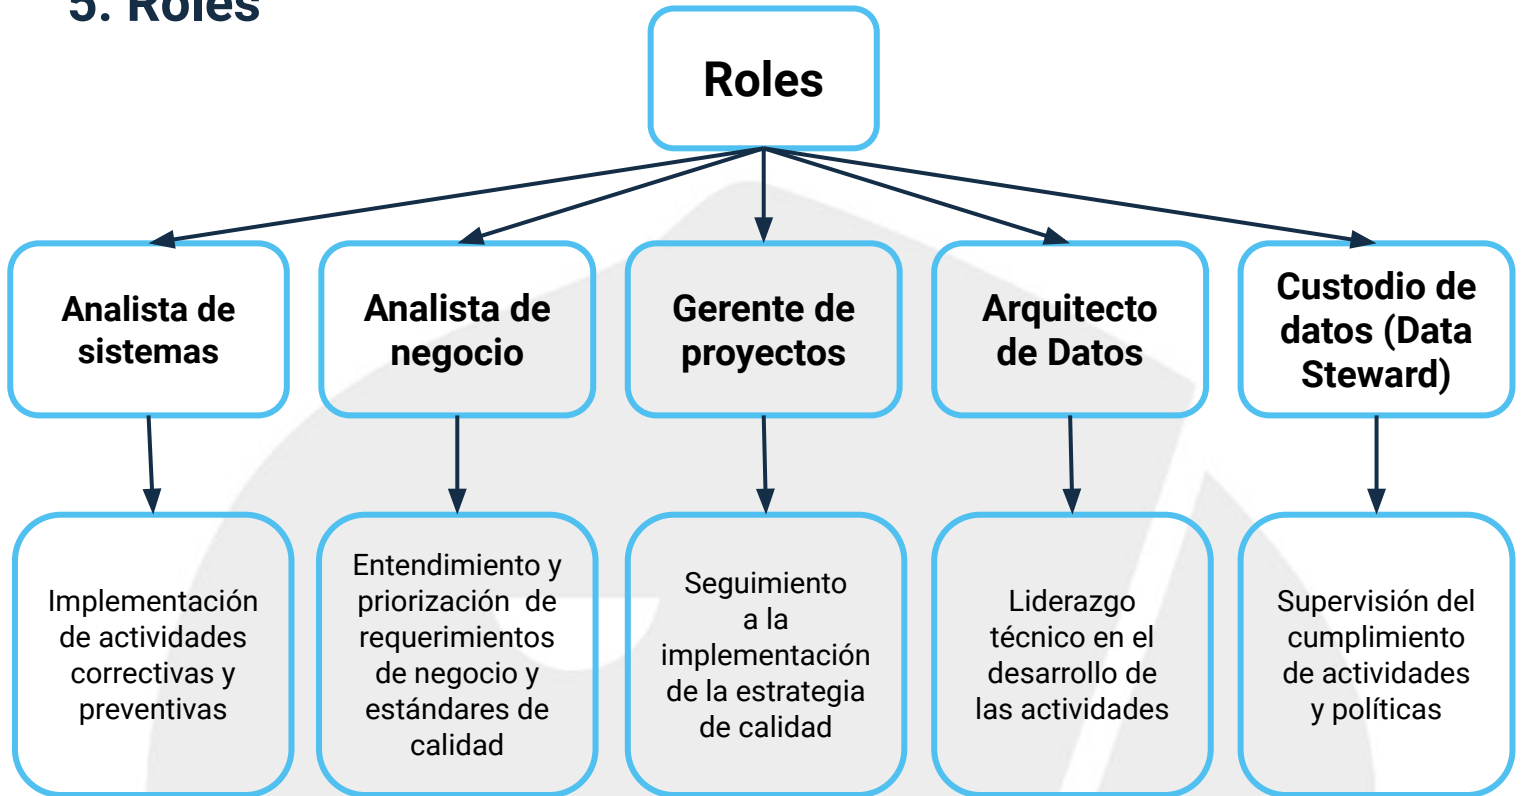 5. Roles
Roles
Analista de
sistemas
Analista de
negocio
Gerente de
proyectos
Arquitecto
de Datos
Custodio de
datos (Data
Steward)
Implementación
de actividades
correctivas y
preventivas
Entendimiento y
priorización de
requerimientos
de negocio y
estándares de
calidad
Seguimiento
a la
implementación
de la estrategia
de calidad
Liderazgo
técnico en el
desarrollo de
las actividades
Supervisión del
cumplimiento
de actividades
y políticas